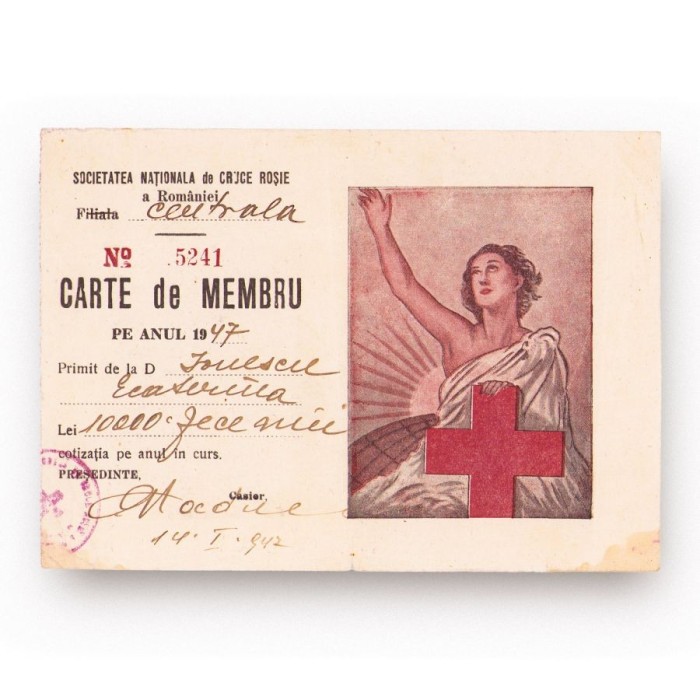 SOCIETATEA NAȚIONALA de CRUCE ROȘIE
a României
Filiala centrala
No 5241
CARTE de MEMBRU
PE ANUL 1947
Primit de la D Ionescu
Ecaterina
Lei 10000 Zece mii
cotizația pe anul în curs.
PREȘEDINTE,
Casier,
14. I. 947